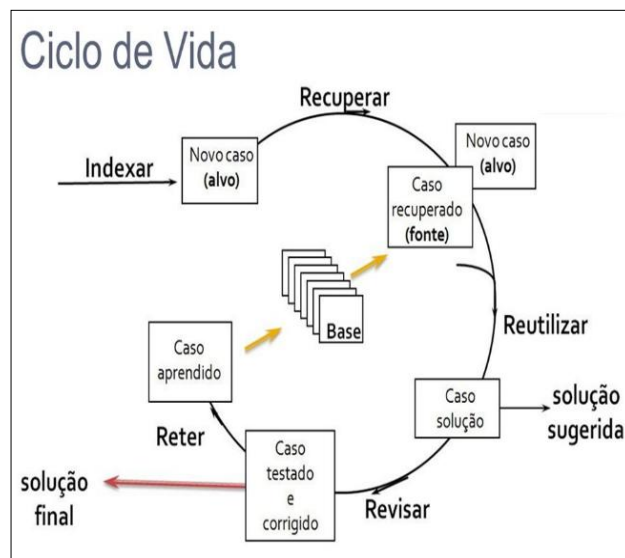 Ciclo de Vida
Recuperar
Indexar
Novo caso
(alvo)
Novo caso
(alvo)
Caso
recuperado
(fonte)
Base
Reutilizar
Caso
aprendido
Caso
solução
solução
sugerida
Reter
Caso
testado
e
corrigido
Revisar
solução
final